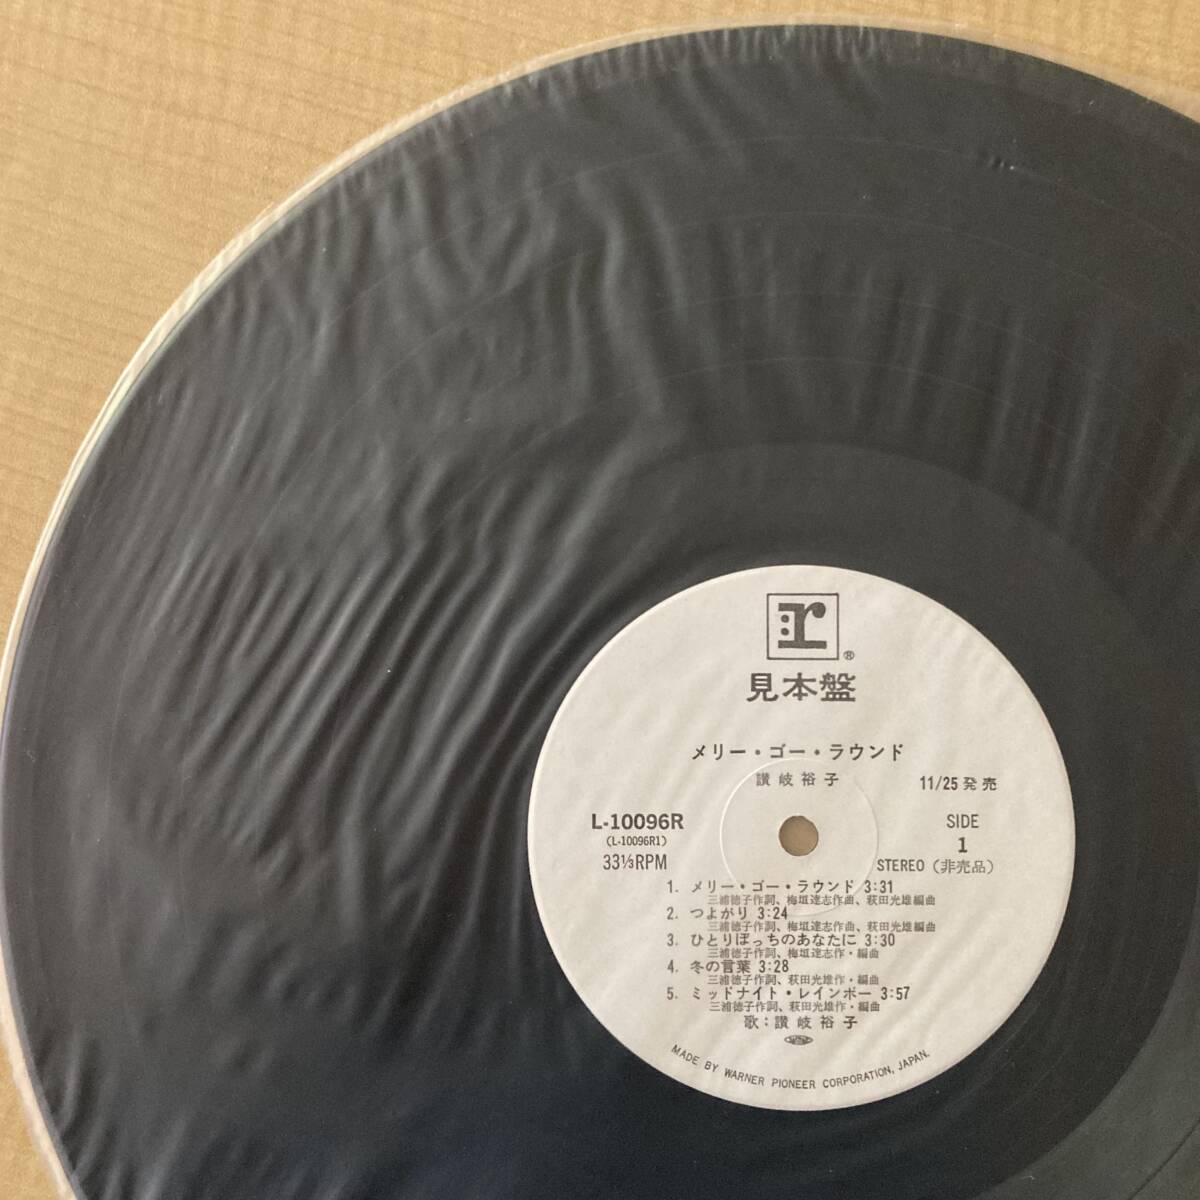 r
®
見本盤
メリー・ゴー・ラウンド
讃岐裕子
11/25発売
L-10096R
(L-10096R1)
33⅓RPM
SIDE
1
STEREO (非売品)
1. メリー・ゴー・ラウンド 3:31
三浦徳子作詞、梅垣達志作曲、萩田光雄編曲
2. つよがり 3:24
三浦徳子作詞、梅垣達志作曲、萩田光雄編曲
3. ひとりぼっちのあなたに 3:30
三浦徳子作詞、梅垣達志作・編曲
4. 冬の言葉 3:28
三浦徳子作詞、萩田光雄作・編曲
5. ミッドナイト・レインボー 3:57
三浦徳子作詞、萩田光雄作・編曲
歌:讃岐裕子
MADE BY WARNER PIONEER CORPORATION, JAPAN.